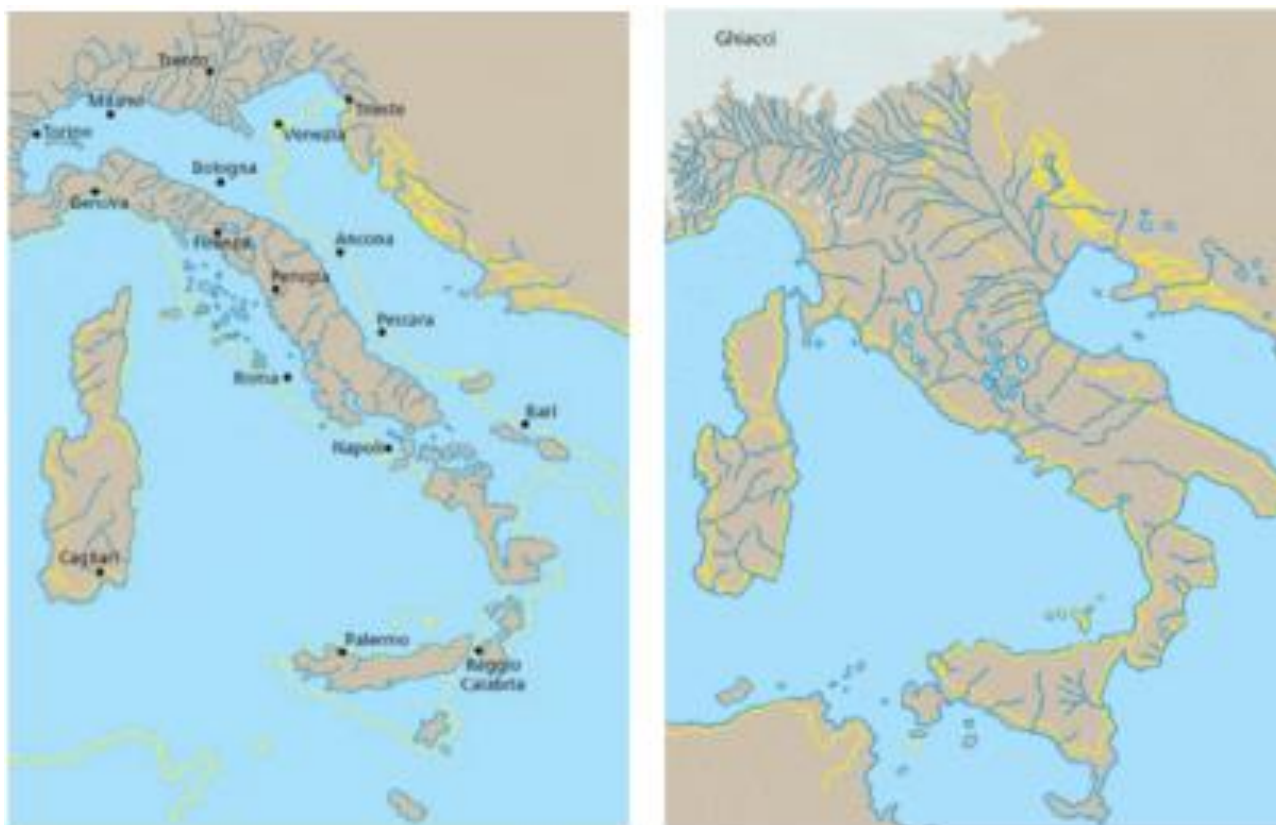 Trento
Milano
Trieste
Torino
Venezia
Bologna
Genova
Firenze
Ancona
Perugia
Pescara
Roma
Bari
Napoli
Cagliari
Palermo
Reggio
Calabria
Ghiacci